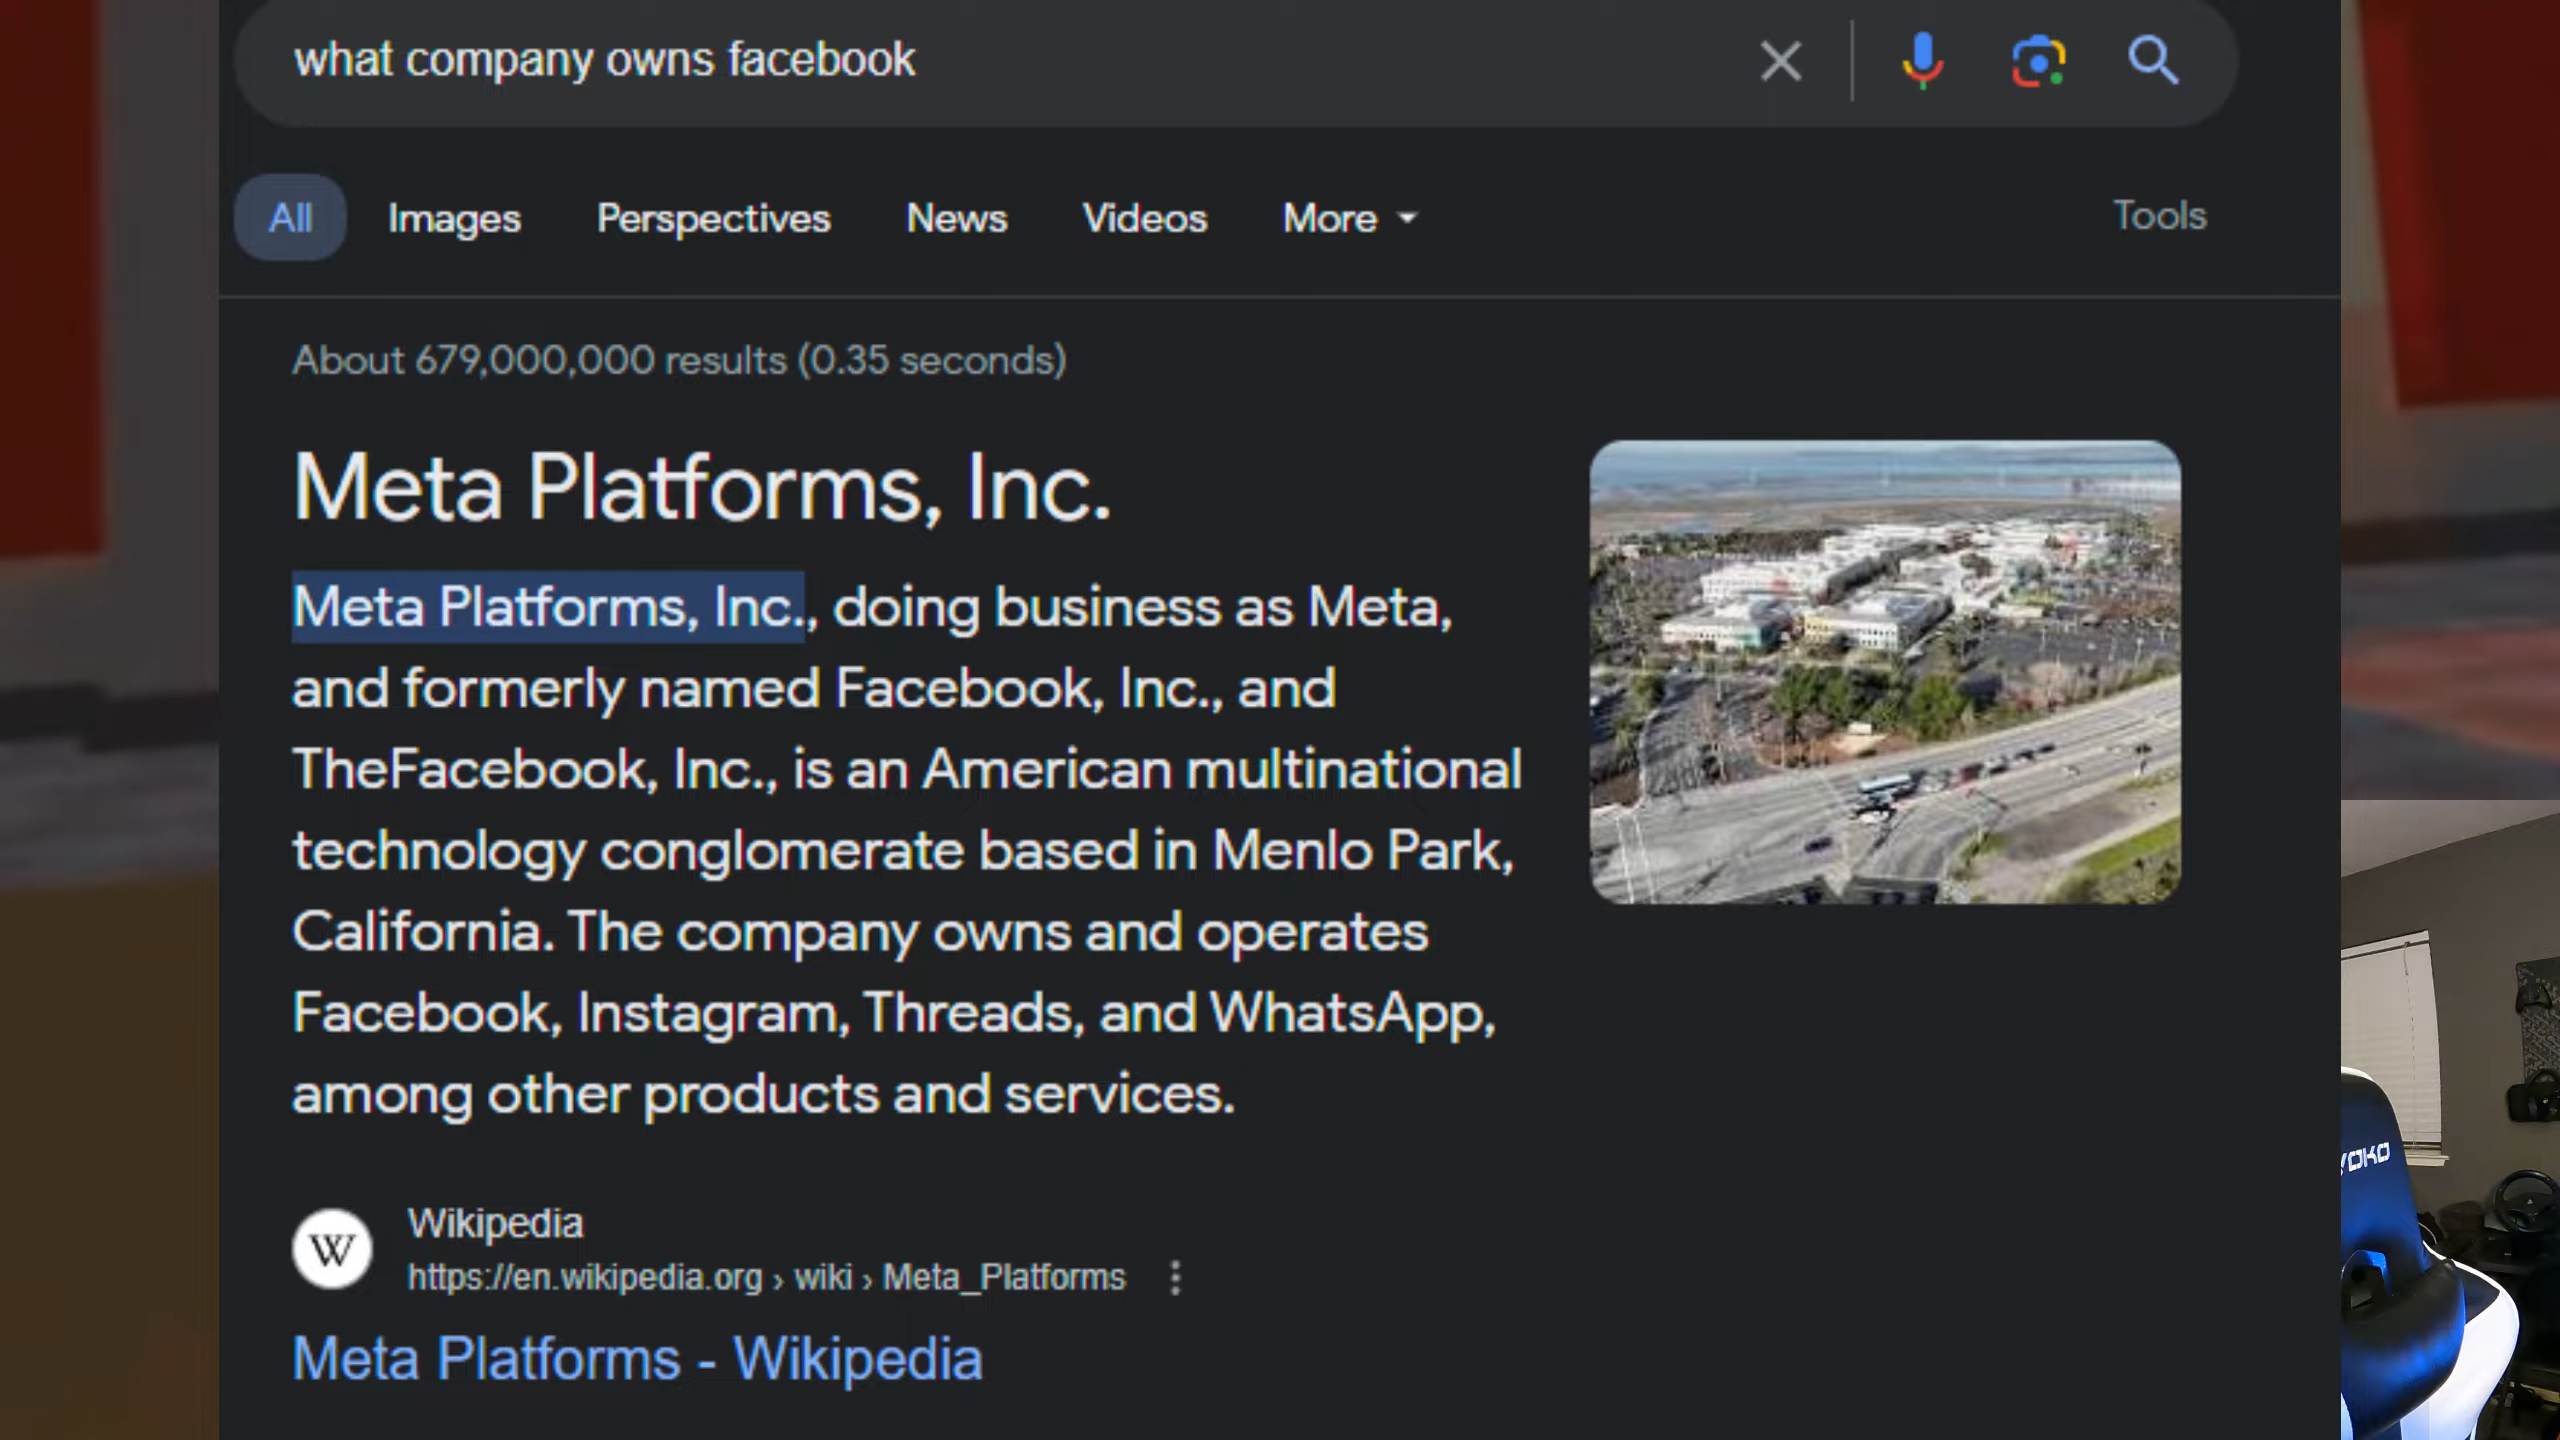 what company owns facebook
All Images Perspectives News Videos More Tools
About 679,000,000 results (0.35 seconds)
Meta Platforms, Inc.
Meta Platforms, Inc., doing business as Meta,
and formerly named Facebook, Inc., and
TheFacebook, Inc., is an American multinational
technology conglomerate based in Menlo Park,
California. The company owns and operates
Facebook, Instagram, Threads, and WhatsApp,
among other products and services.
W
Wikipedia
https://en.wikipedia.org › wiki › Meta_Platforms
Meta Platforms - Wikipedia